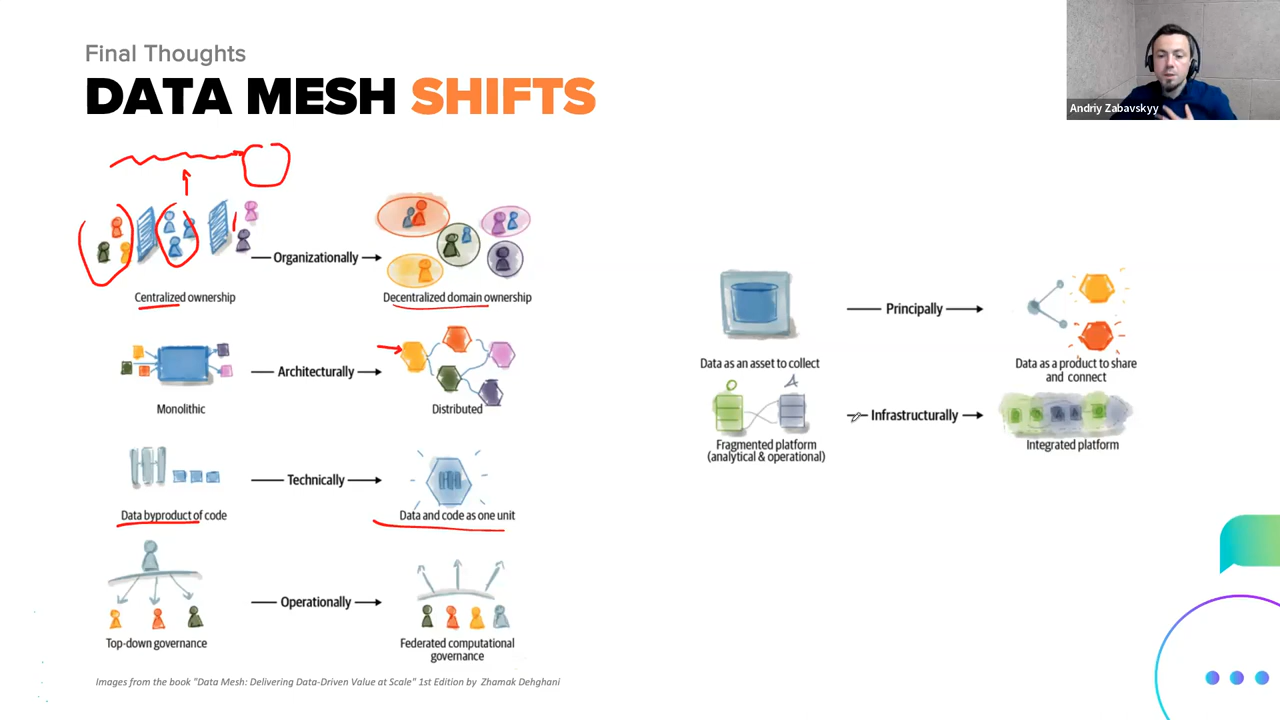 Final Thoughts
DATA MESH SHIFTS
Andriy Zabavskyy
Organizationally
Centralized ownership
Decentralized domain ownership
Architecturally
Monolithic
Distributed
Technically
Data byproduct of code
Data and code as one unit
Operationally
Top-down governance
Federated computational
governance
Principally
Data as an asset to collect
Data as a product to share
and connect
O
A
Infrastructurally
Fragmented platform
(analytical & operational)
Integrated platform
Images from the book "Data Mesh: Delivering Data-Driven Value at Scale" 1st Edition by Zhamak Dehghani